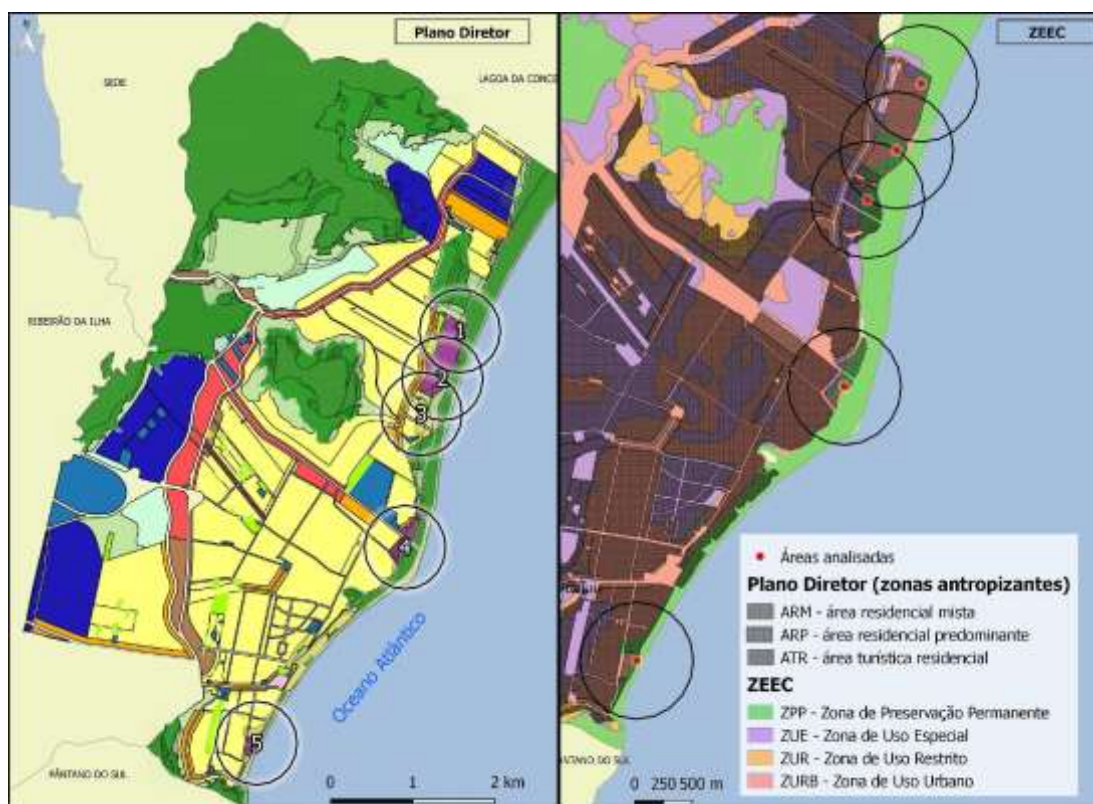 N
Plano Diretor
SEDE
LAGOA DA CONCE
RIBEIRÃO DA ILHA
1
2
3
4
5
Oceano Atlântico
PÂNTANO DO SUL
0 1 2 km
ZEEC
PÂNTANO DO SUL
0 250 500 m
Áreas analisadas
Plano Diretor (zonas antropizantes)
ARM - área residencial mista
ARP - área residencial predominante
ATR - área turística residencial
ZEEC
ZPP - Zona de Preservação Permanente
ZUE - Zona de Uso Especial
ZUR - Zona de Uso Restrito
ZURB - Zona de Uso Urbano